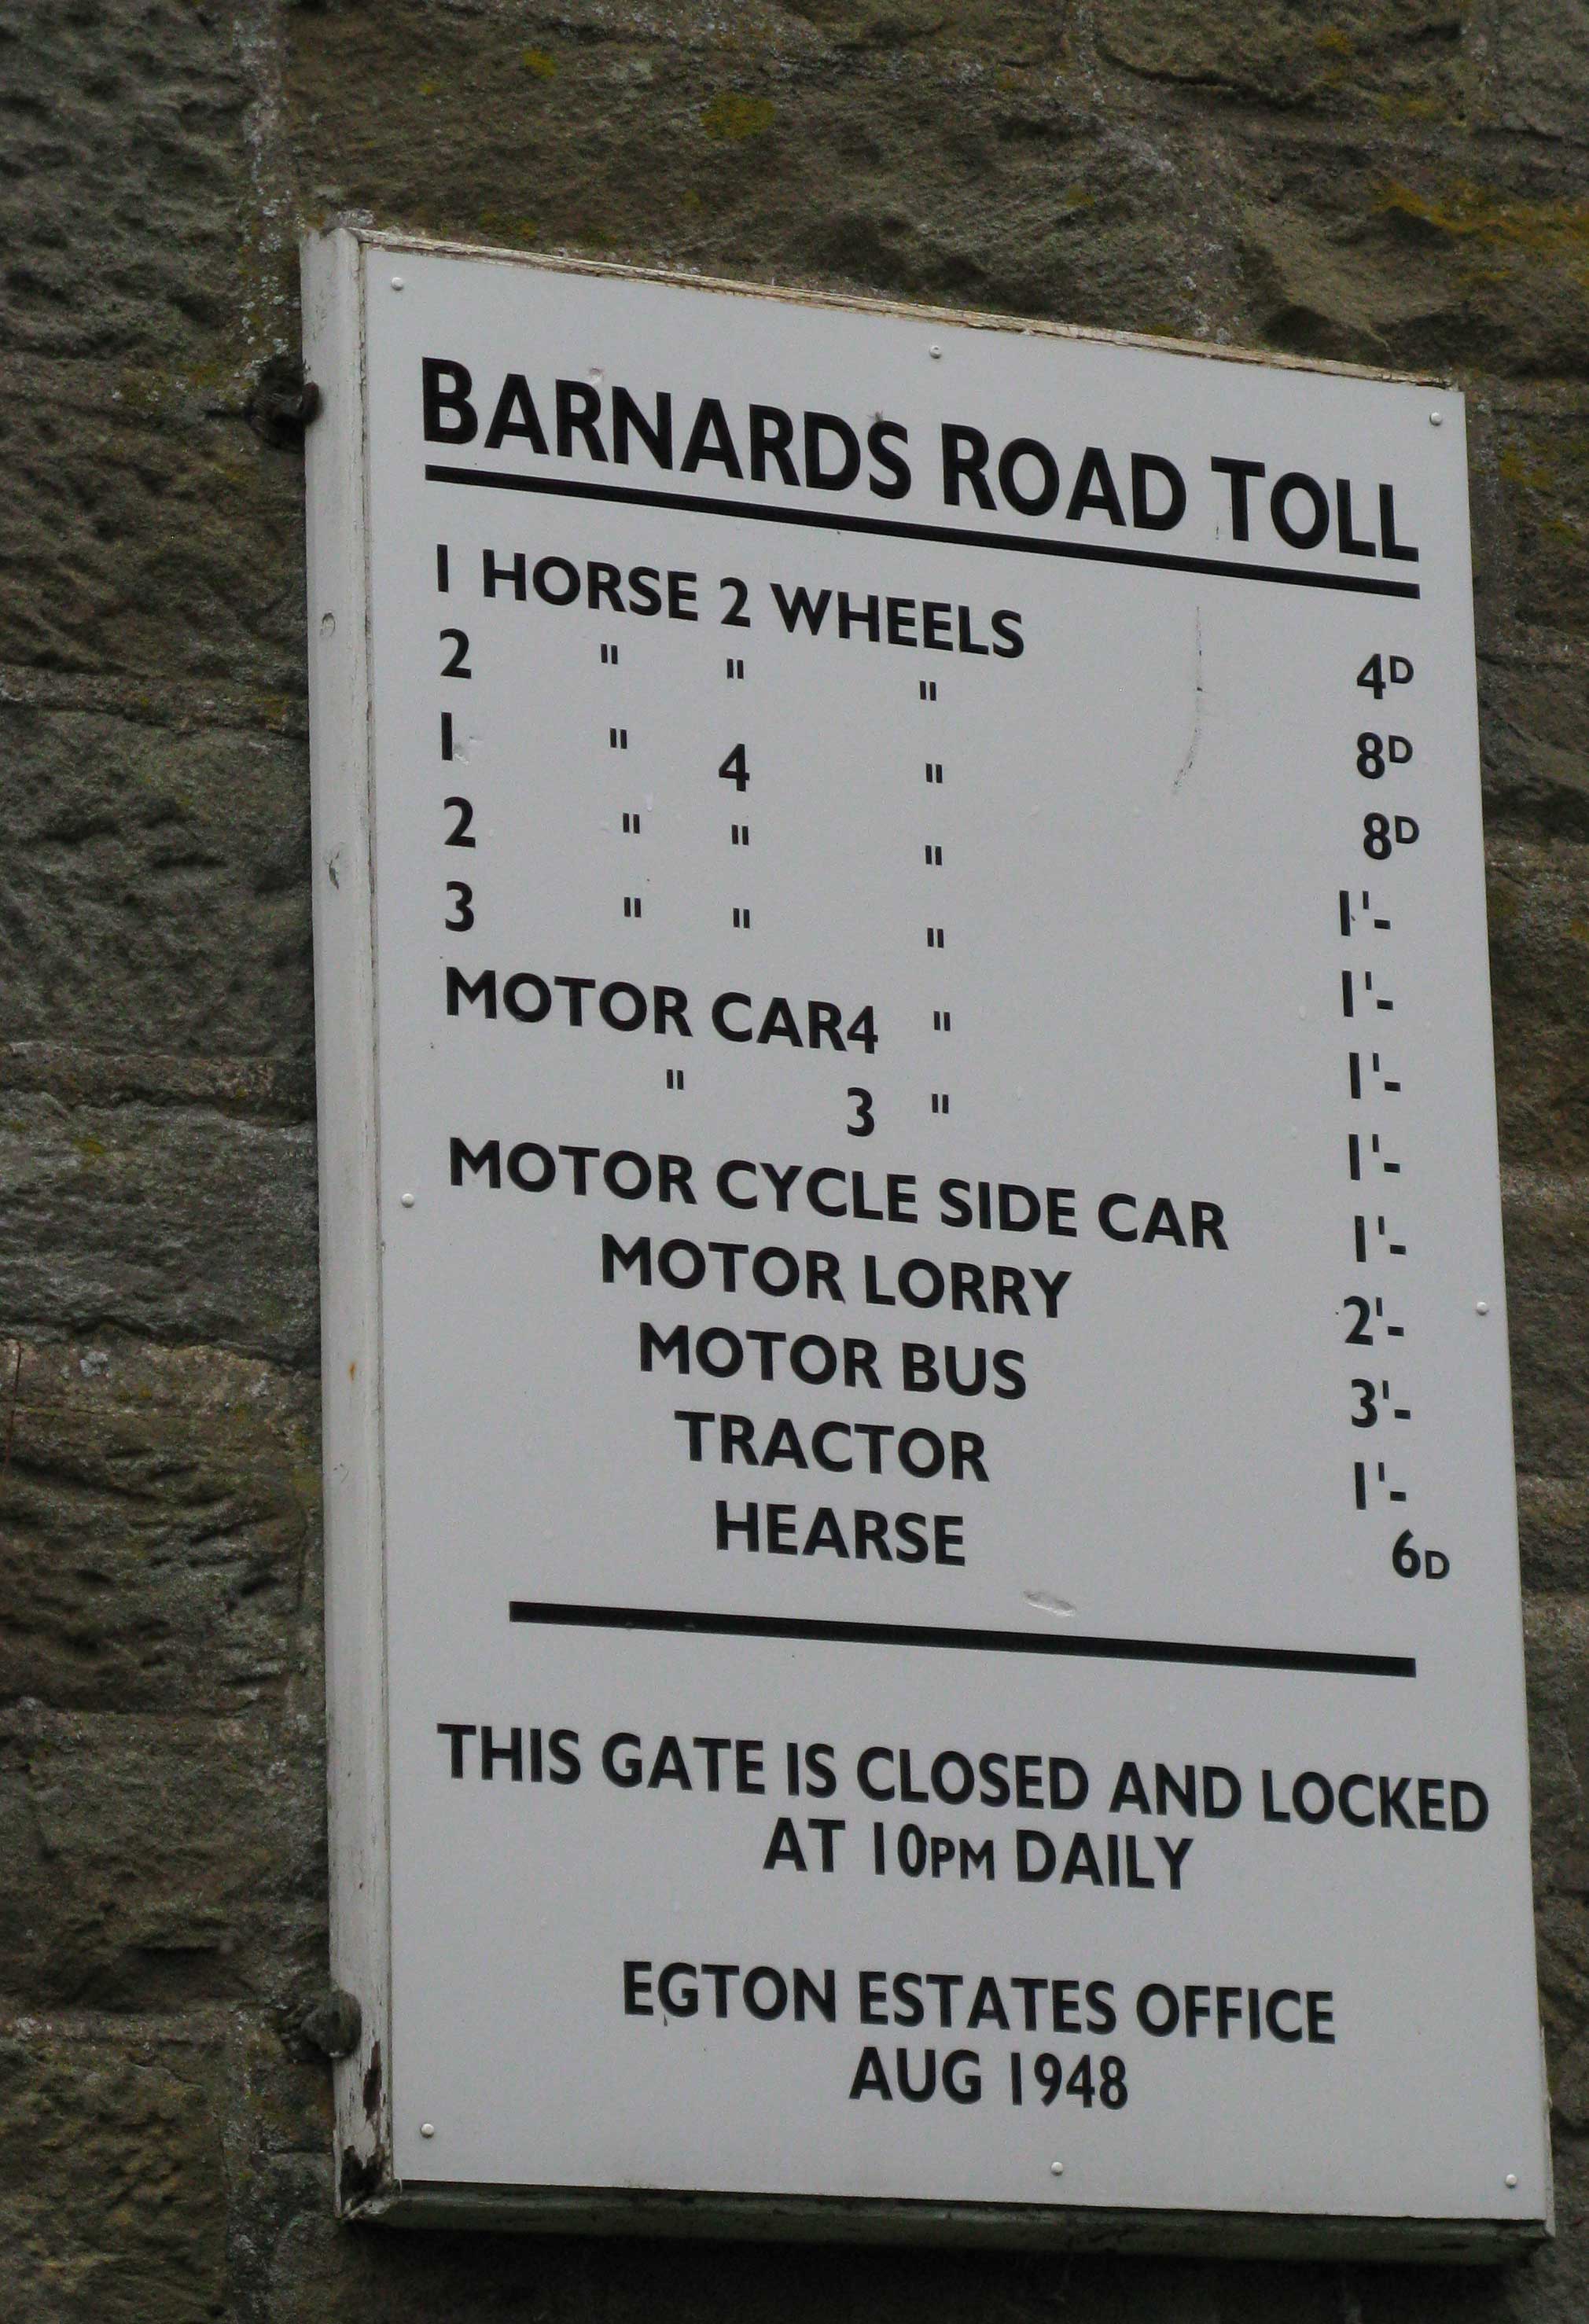 BARNARDS ROAD TOLL
1 HORSE 2 WHEELS 4D
2 " " " 8D
1 " 4 " 8D
2 " " " 1'-
3 " " " 1'-
MOTOR CAR4 " 1'-
" 3 " 1'-
MOTOR CYCLE SIDE CAR 1'-
MOTOR LORRY 2'-
MOTOR BUS 3'-
TRACTOR 1'-
HEARSE 6D
THIS GATE IS CLOSED AND LOCKED
AT 10PM DAILY
EGTON ESTATES OFFICE
AUG 1948